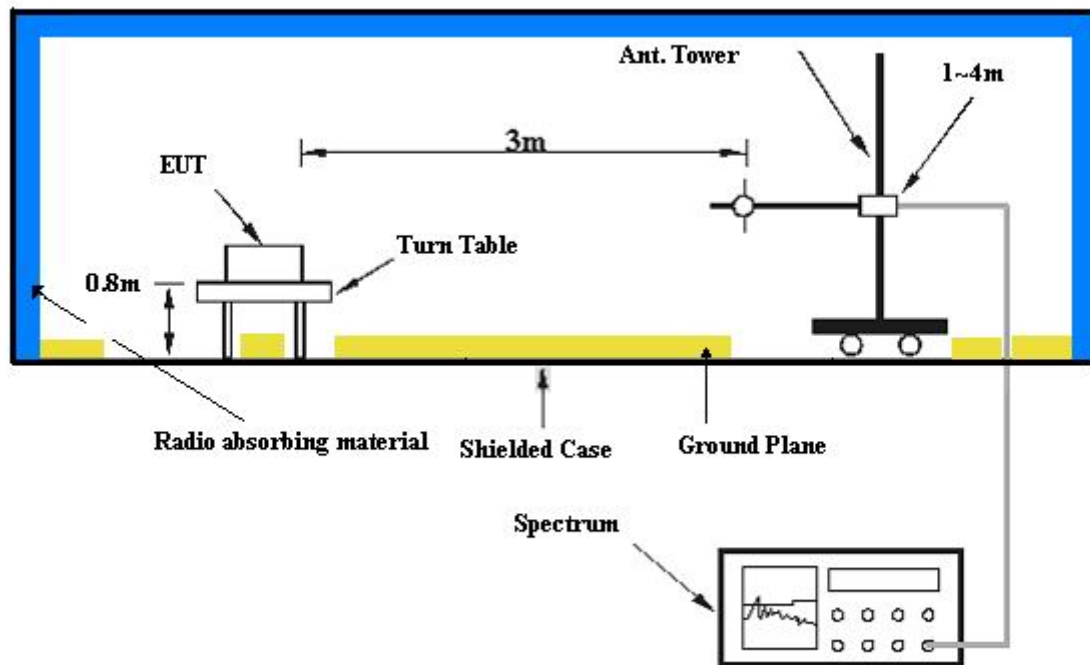 Ant. Tower
1~4m
3m
EUT
Turn Table
0.8m
Radio absorbing material
Shielded Case
Ground Plane
Spectrum